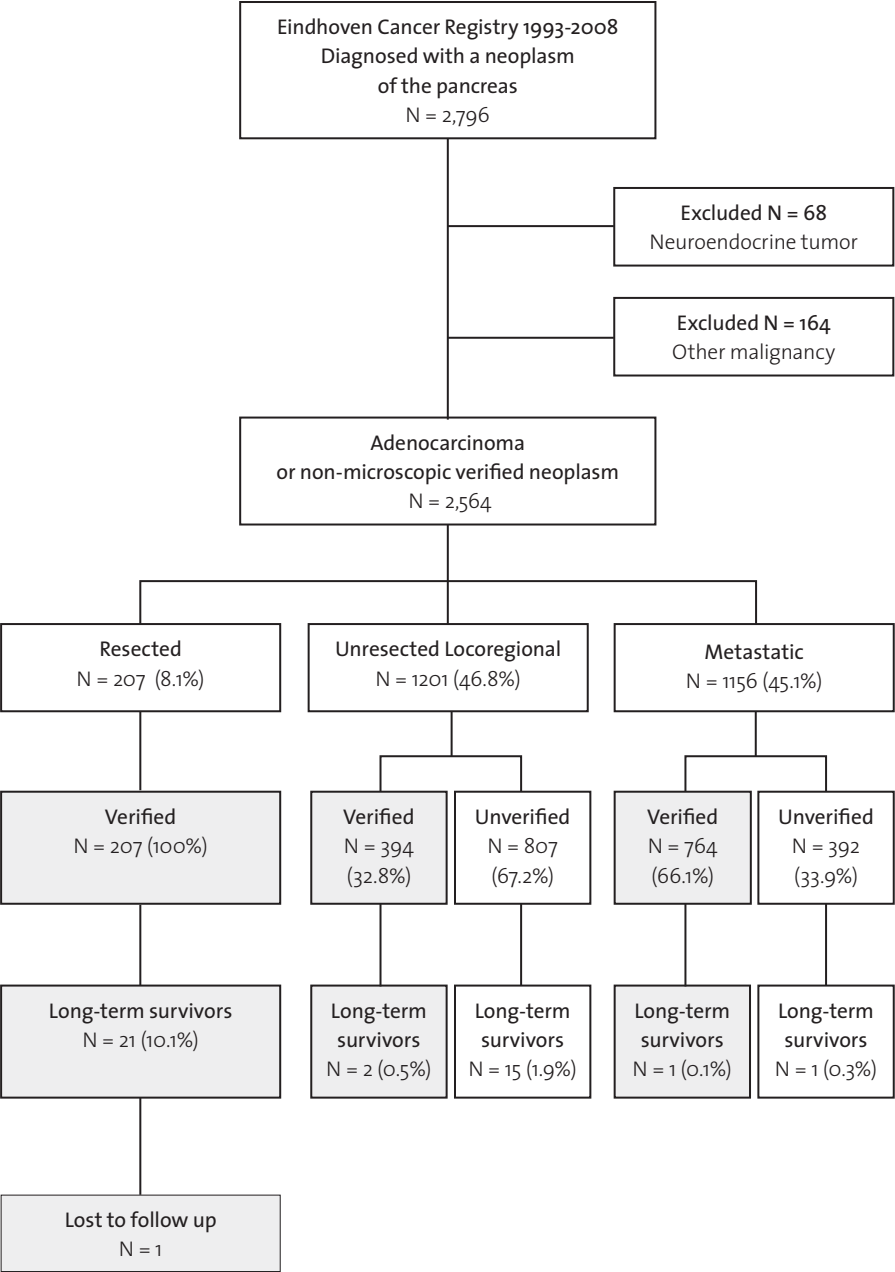 Eindhoven Cancer Registry 1993-2008
Diagnosed with a neoplasm
of the pancreas
N = 2,796
Excluded N = 68
Neuroendocrine tumor
Excluded N = 164
Other malignancy
Adenocarcinoma
or non-microscopic verified neoplasm
N = 2,564
Resected
N = 207 (8.1%)
Unresected Locoregional
N = 1201 (46.8%)
Metastatic
N = 1156 (45.1%)
Verified
N = 207 (100%)
Verified
N = 394
(32.8%)
Unverified
N = 807
(67.2%)
Verified
N = 764
(66.1%)
Unverified
N = 392
(33.9%)
Long-term survivors
N = 21 (10.1%)
Long-term
survivors
N = 2 (0.5%)
Long-term
survivors
N = 15 (1.9%)
Long-term
survivors
N = 1 (0.1%)
Long-term
survivors
N = 1 (0.3%)
Lost to follow up
N = 1